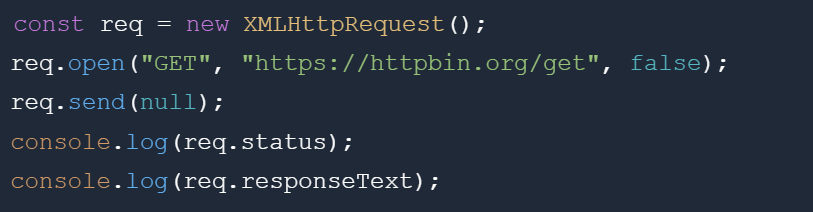 const req = new XMLHttpRequest();
req.open("GET", "https://httpbin.org/get", false);
req.send(null);
console.log(req.status);
console.log(req.responseText);